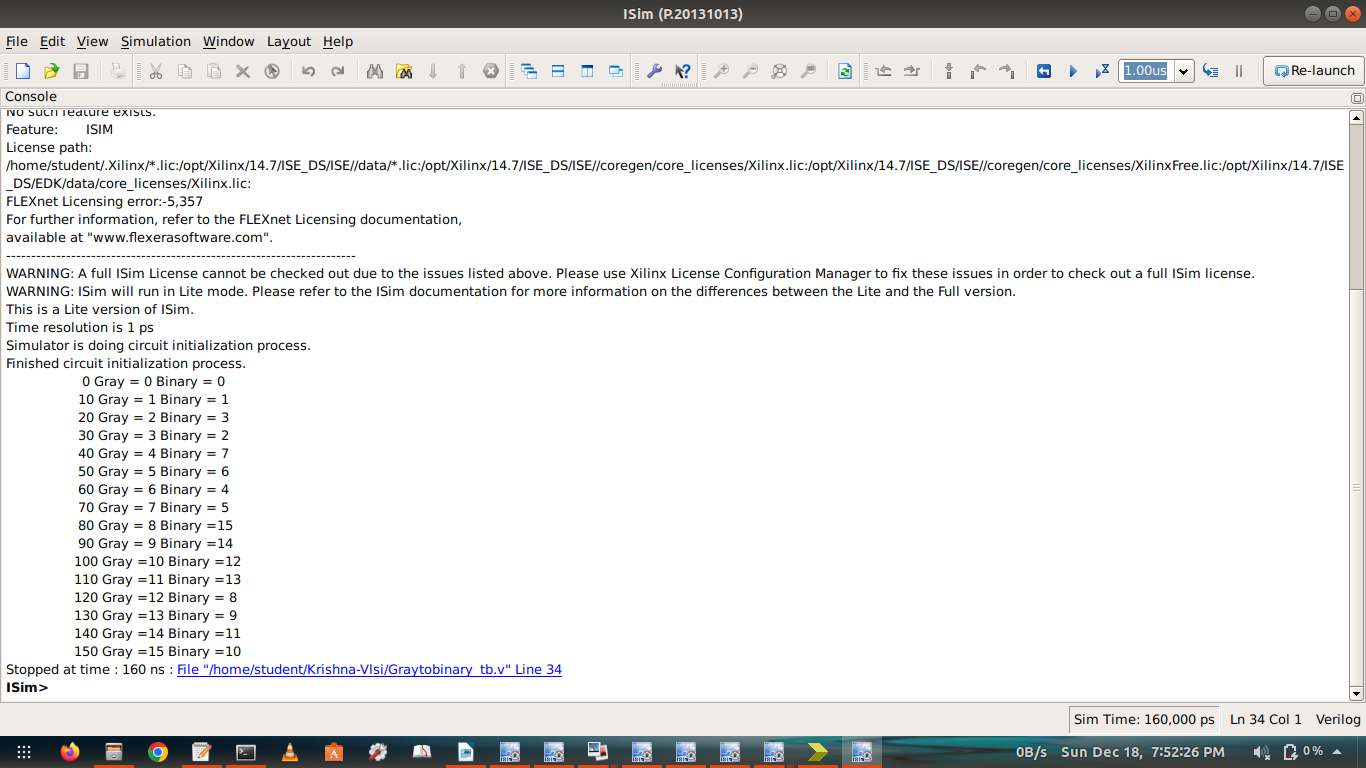 ISim (P.20131013)
File Edit View Simulation Window Layout Help
1.00us Re-launch
Console
No such feature exists.
Feature: ISIM
License path:
/home/student/.Xilinx/*.lic:/opt/Xilinx/14.7/ISE_DS/ISE//data/*.lic:/opt/Xilinx/14.7/ISE_DS/ISE//coregen/core_licenses/Xilinx.lic:/opt/Xilinx/14.7/ISE_DS/ISE//coregen/core_licenses/XilinxFree.lic:/opt/Xilinx/14.7/ISE
_DS/EDK/data/core_licenses/Xilinx.lic:
FLEXnet Licensing error:-5,357
For further information, refer to the FLEXnet Licensing documentation,
available at "www.flexerasoftware.com".
----------------------------------------------------------------------
WARNING: A full ISim License cannot be checked out due to the issues listed above. Please use Xilinx License Configuration Manager to fix these issues in order to check out a full ISim license.
WARNING: ISim will run in Lite mode. Please refer to the ISim documentation for more information on the differences between the Lite and the Full version.
This is a Lite version of ISim.
Time resolution is 1 ps
Simulator is doing circuit initialization process.
Finished circuit initialization process.
0 Gray = 0 Binary = 0
10 Gray = 1 Binary = 1
20 Gray = 2 Binary = 3
30 Gray = 3 Binary = 2
40 Gray = 4 Binary = 7
50 Gray = 5 Binary = 6
60 Gray = 6 Binary = 4
70 Gray = 7 Binary = 5
80 Gray = 8 Binary =15
90 Gray = 9 Binary =14
100 Gray =10 Binary =12
110 Gray =11 Binary =13
120 Gray =12 Binary = 8
130 Gray =13 Binary = 9
140 Gray =14 Binary =11
150 Gray =15 Binary =10
Stopped at time : 160 ns : File "/home/student/Krishna-Vlsi/Graytobinary_tb.v" Line 34
ISim>
Sim Time: 160,000 ps Ln 34 Col 1 Verilog
0B/s Sun Dec 18, 7:52:26 PM 0 %